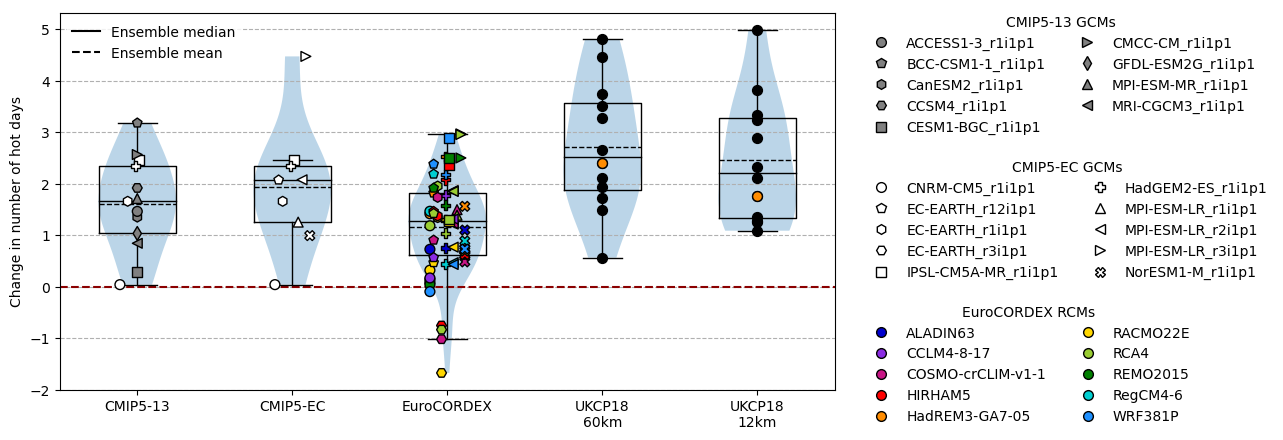 Change in number of hot days
5
4
3
2
1
0
−1
−2
Ensemble median
Ensemble mean
CMIP5-13
CMIP5-EC
EuroCORDEX
UKCP18
60km
UKCP18
12km
CMIP5-13 GCMs
ACCESS1-3_r1i1p1
BCC-CSM1-1_r1i1p1
CanESM2_r1i1p1
CCSM4_r1i1p1
CESM1-BGC_r1i1p1
CMCC-CM_r1i1p1
GFDL-ESM2G_r1i1p1
MPI-ESM-MR_r1i1p1
MRI-CGCM3_r1i1p1
CMIP5-EC GCMs
CNRM-CM5_r1i1p1
EC-EARTH_r12i1p1
EC-EARTH_r1i1p1
EC-EARTH_r3i1p1
IPSL-CM5A-MR_r1i1p1
HadGEM2-ES_r1i1p1
MPI-ESM-LR_r1i1p1
MPI-ESM-LR_r2i1p1
MPI-ESM-LR_r3i1p1
NorESM1-M_r1i1p1
EuroCORDEX RCMs
ALADIN63
CCLM4-8-17
COSMO-crCLIM-v1-1
HIRHAM5
HadREM3-GA7-05
RACMO22E
RCA4
REMO2015
RegCM4-6
WRF381P